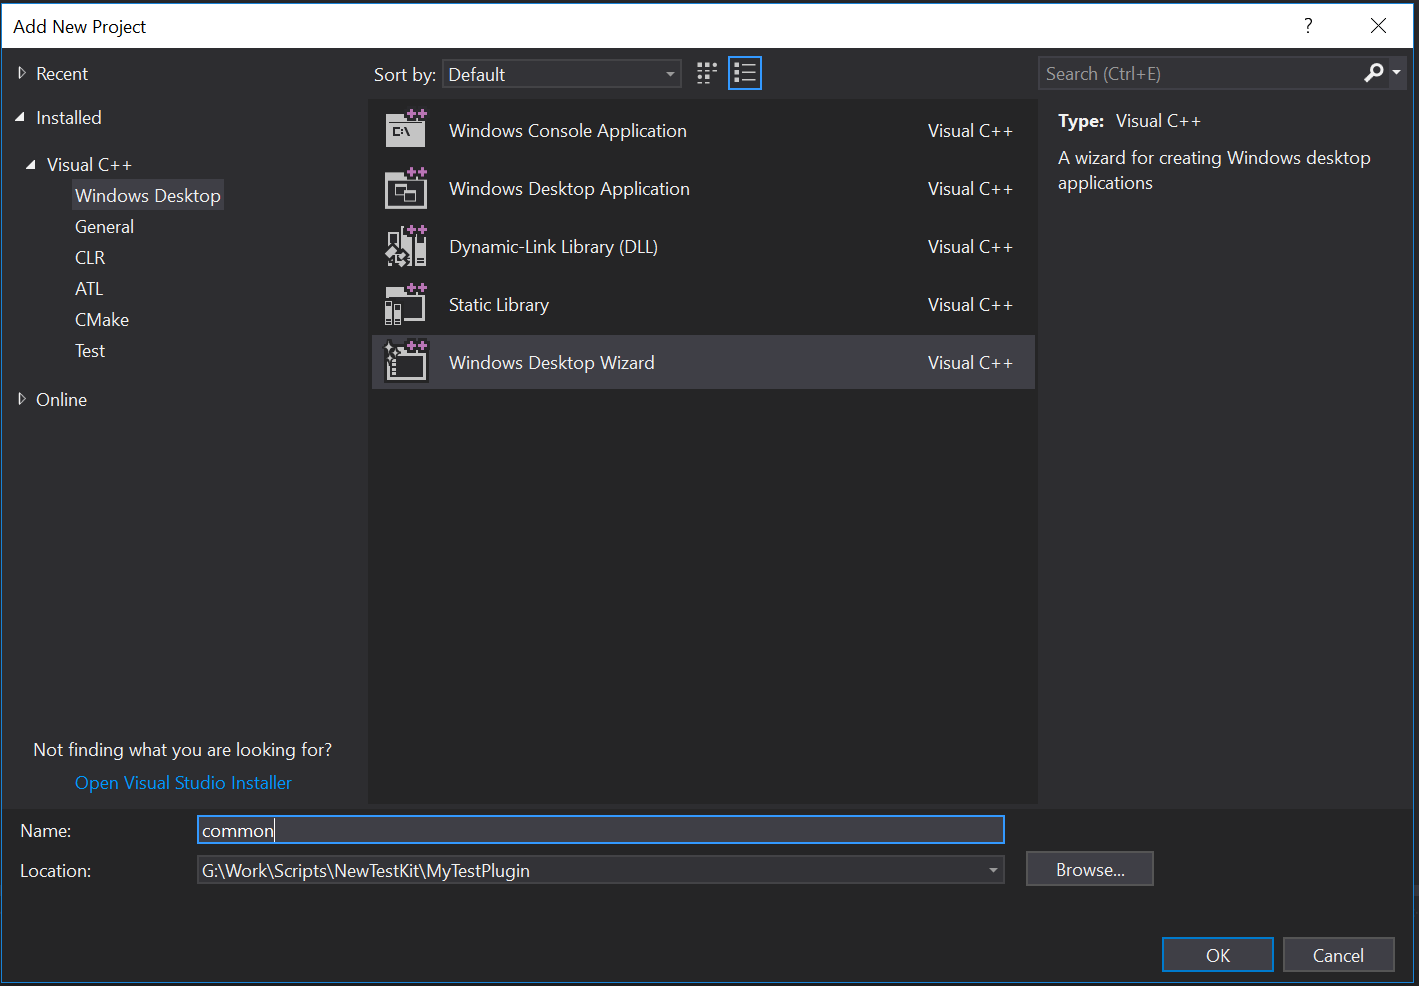 Add New Project
?
Recent
Installed
Visual C++
Windows Desktop
General
CLR
ATL
CMake
Test
Online
Not finding what you are looking for?
Open Visual Studio Installer
Sort by: Default
Windows Console Application Visual C++
Windows Desktop Application Visual C++
Dynamic-Link Library (DLL) Visual C++
Static Library Visual C++
Windows Desktop Wizard Visual C++
Search (Ctrl+E)
Type: Visual C++
A wizard for creating Windows desktop
applications
Name: common
Location: G:\Work\Scripts\NewTestKit\MyTestPlugin
Browse...
OK Cancel